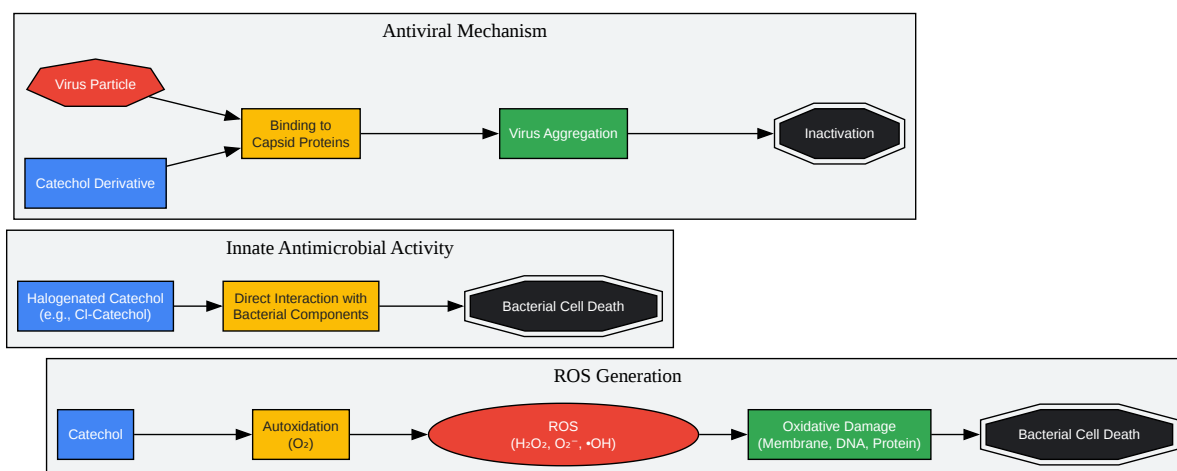 Antiviral Mechanism
Virus Particle
Catechol Derivative
Binding to
Capsid Proteins
Virus Aggregation
Inactivation
Innate Antimicrobial Activity
Halogenated Catechol
(e.g., Cl-Catechol)
Direct Interaction with
Bacterial Components
Bacterial Cell Death
ROS Generation
Catechol
Autoxidation
(O₂)
ROS
(H₂O₂, O₂⁻, •OH)
Oxidative Damage
(Membrane, DNA, Protein)
Bacterial Cell Death